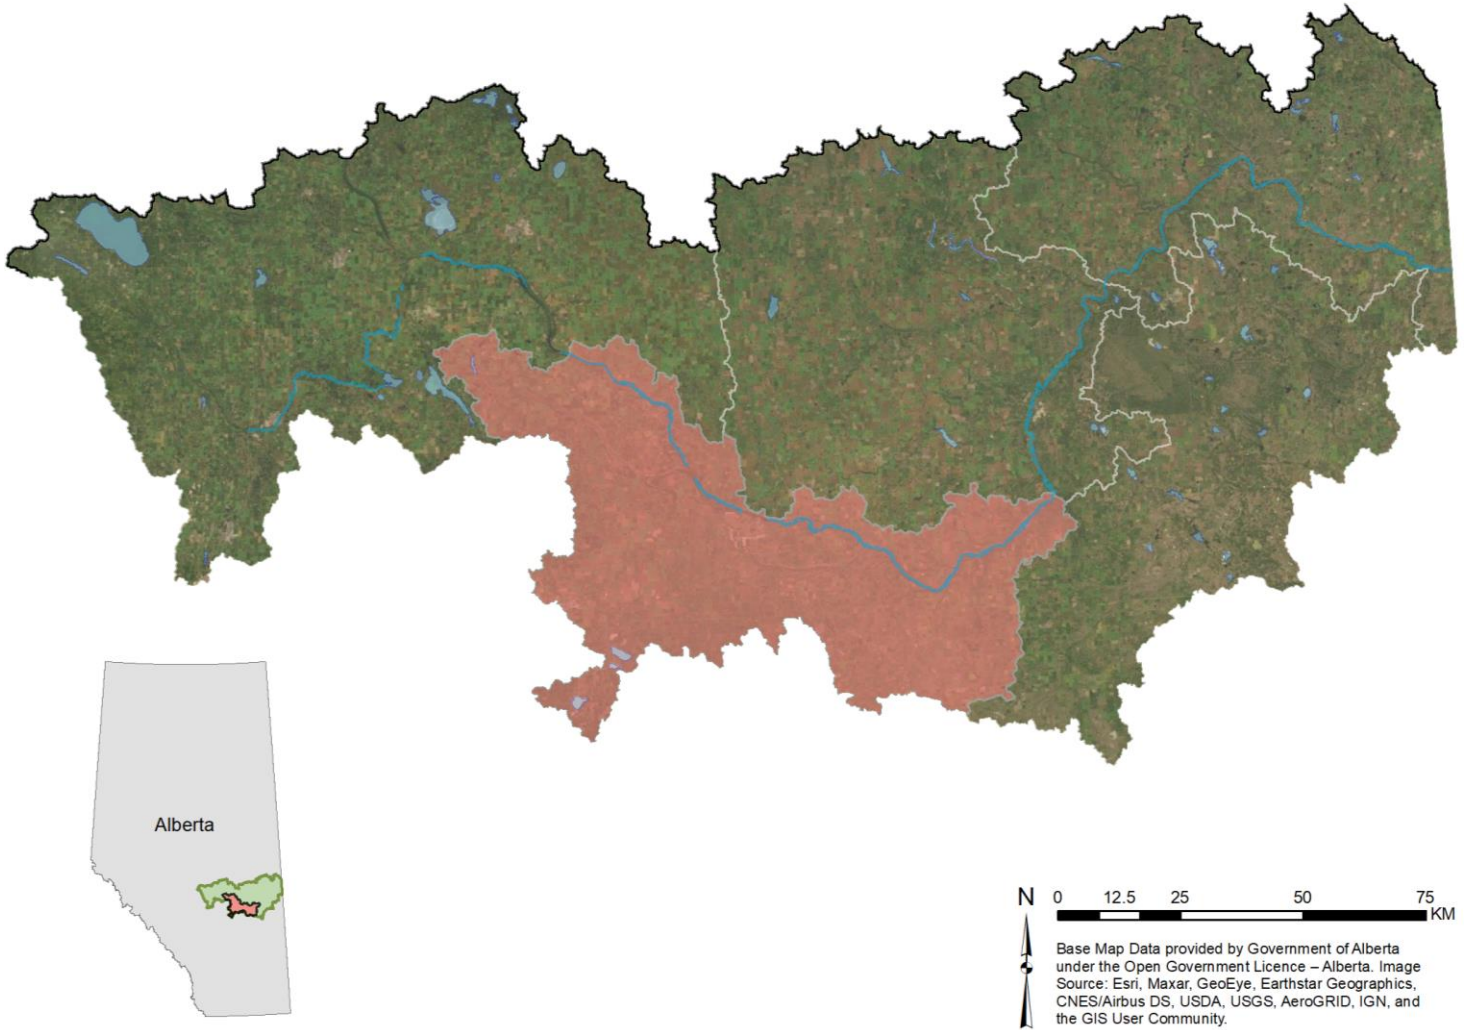 Alberta
N
0 12.5 25 50 75
KM
Base Map Data provided by Government of Alberta
under the Open Government Licence – Alberta. Image
Source: Esri, Maxar, GeoEye, Earthstar Geographics,
CNES/Airbus DS, USDA, USGS, AeroGRID, IGN, and
the GIS User Community.